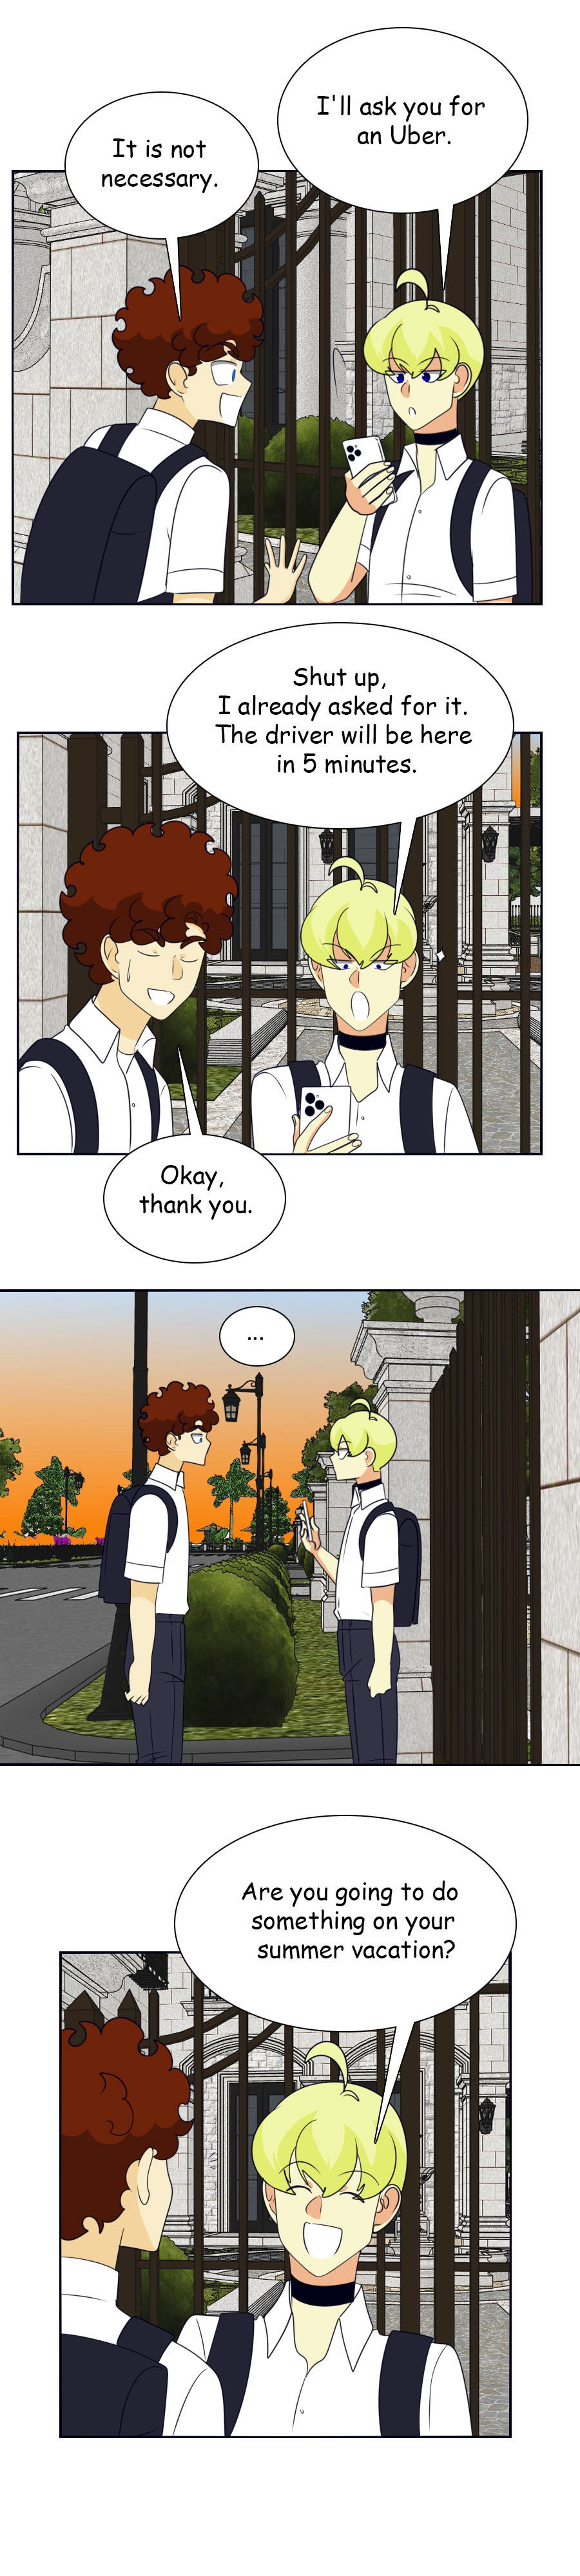 I'll ask you for
an Uber.
It is not
necessary.
Shut up,
I already asked for it.
The driver will be here
in 5 minutes.
Okay,
thank you.
...
Are you going to do
something on your
summer vacation?